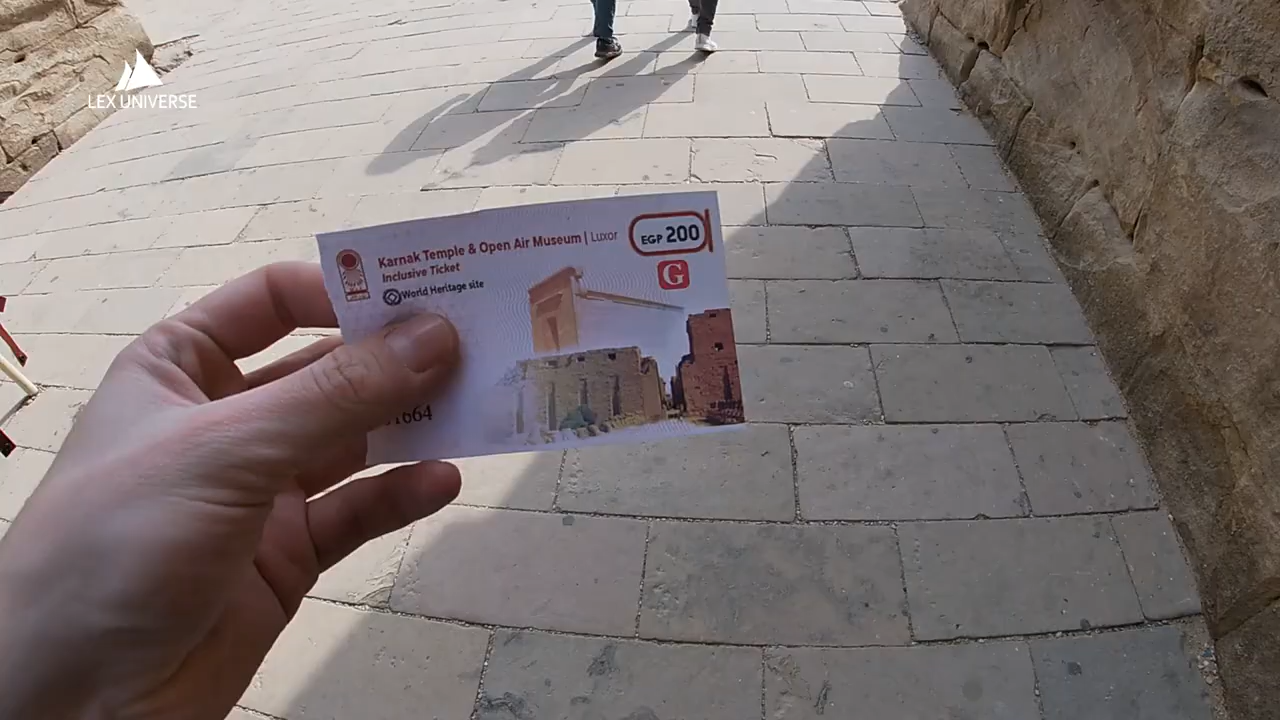 LEX UNIVERSE
Karnak Temple & Open Air Museum | Luxor
EGP 200
Inclusive Ticket
G
World Heritage site
1664